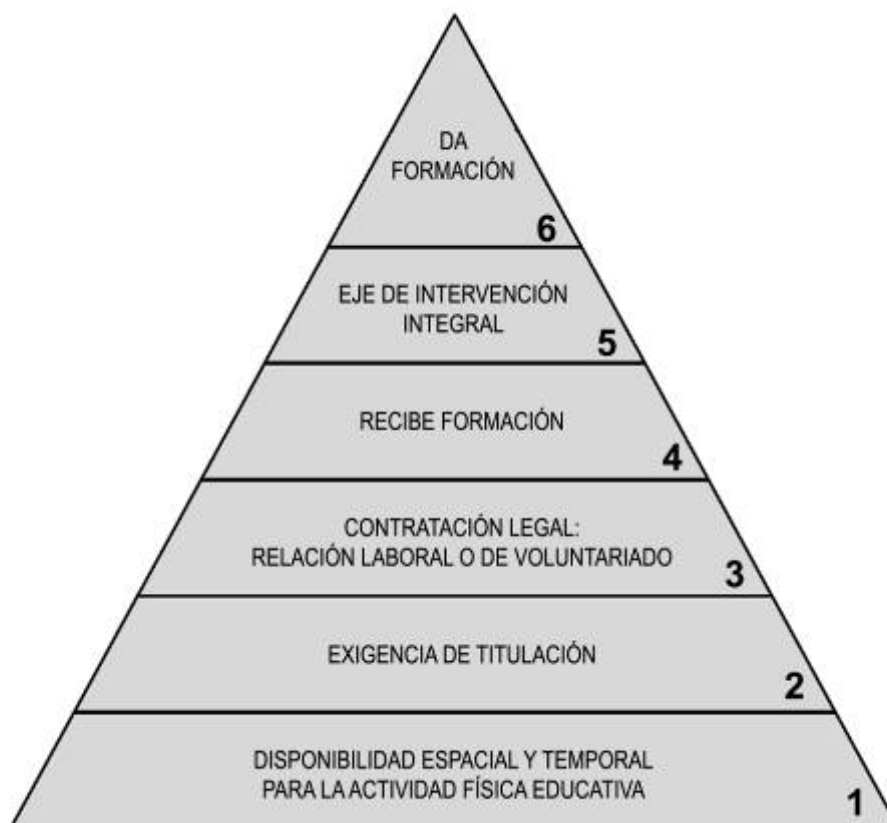 DA
FORMACIÓN
6
EJE DE INTERVENCIÓN
INTEGRAL
5
RECIBE FORMACIÓN
4
CONTRATACIÓN LEGAL:
RELACIÓN LABORAL O DE VOLUNTARIADO
3
EXIGENCIA DE TITULACIÓN
2
DISPONIBILIDAD ESPACIAL Y TEMPORAL
PARA LA ACTIVIDAD FÍSICA EDUCATIVA
1